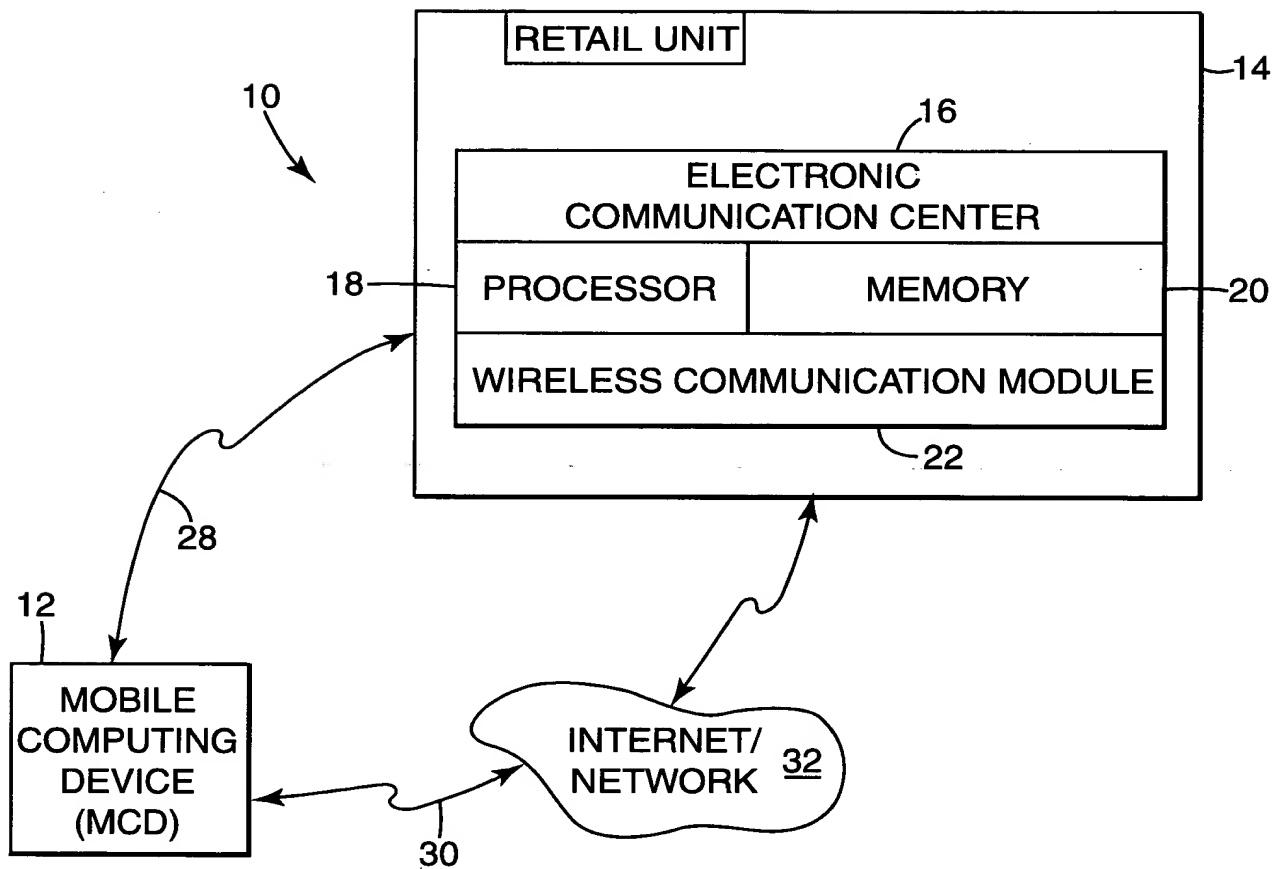 RETAIL UNIT
14
10
16
ELECTRONIC
COMMUNICATION CENTER
18
PROCESSOR
MEMORY
20
WIRELESS COMMUNICATION MODULE
22
28
12
MOBILE
COMPUTING
DEVICE
(MCD)
INTERNET/
NETWORK
32
30